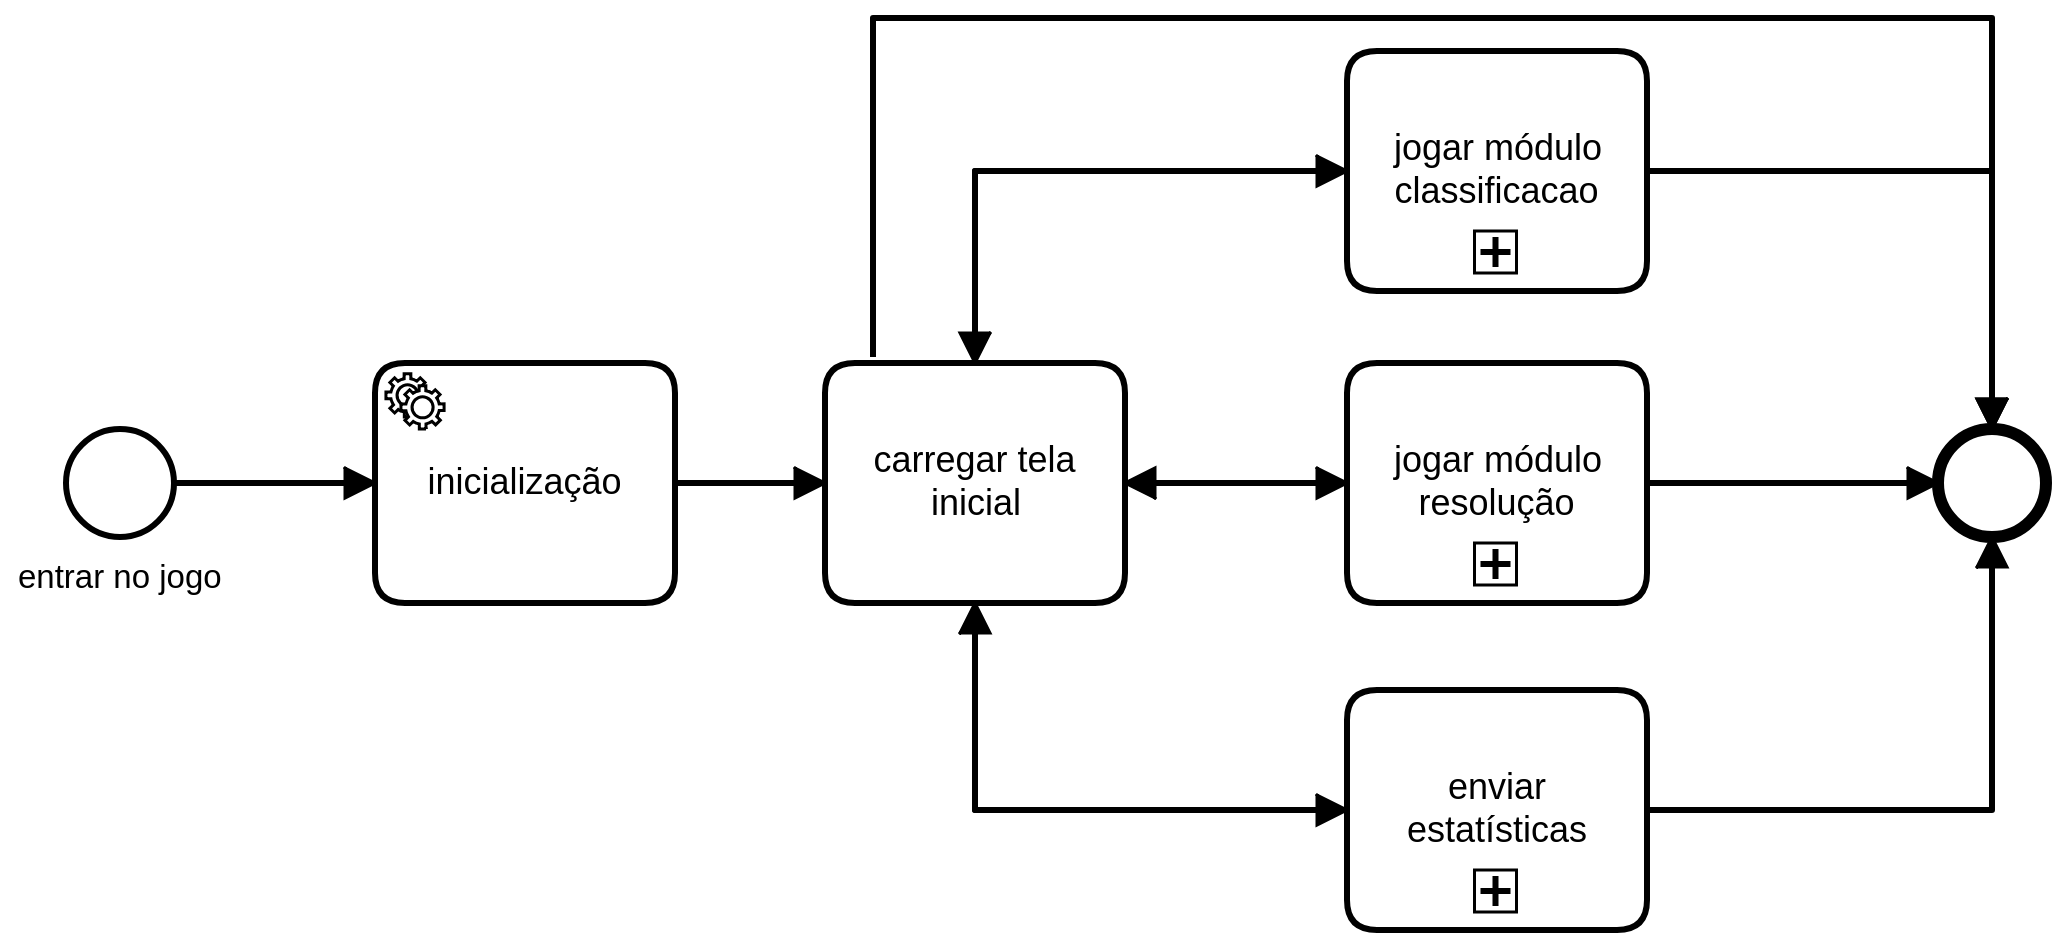 entrar no jogo
inicialização
carregar tela
inicial
jogar módulo
classificacao
jogar módulo
resolução
enviar
estatísticas